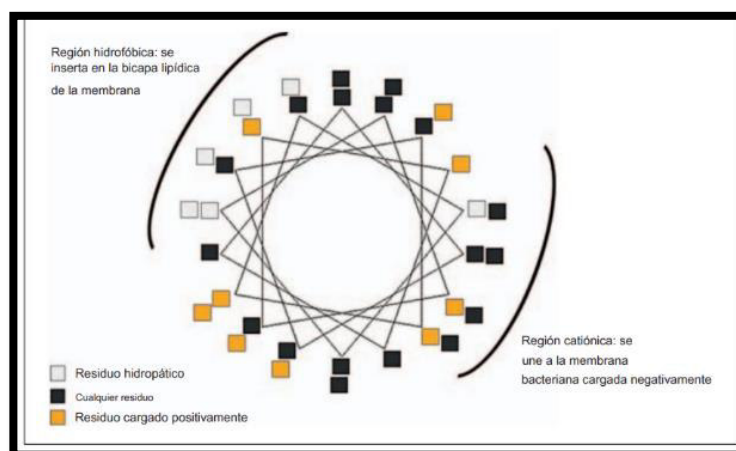 Región hidrofóbica: se
inserta en la bicapa lipídica
de la membrana
Región catiónica: se
une a la membrana
bacteriana cargada negativamente
Residuo hidropático
Cualquier residuo
Residuo cargado positivamente